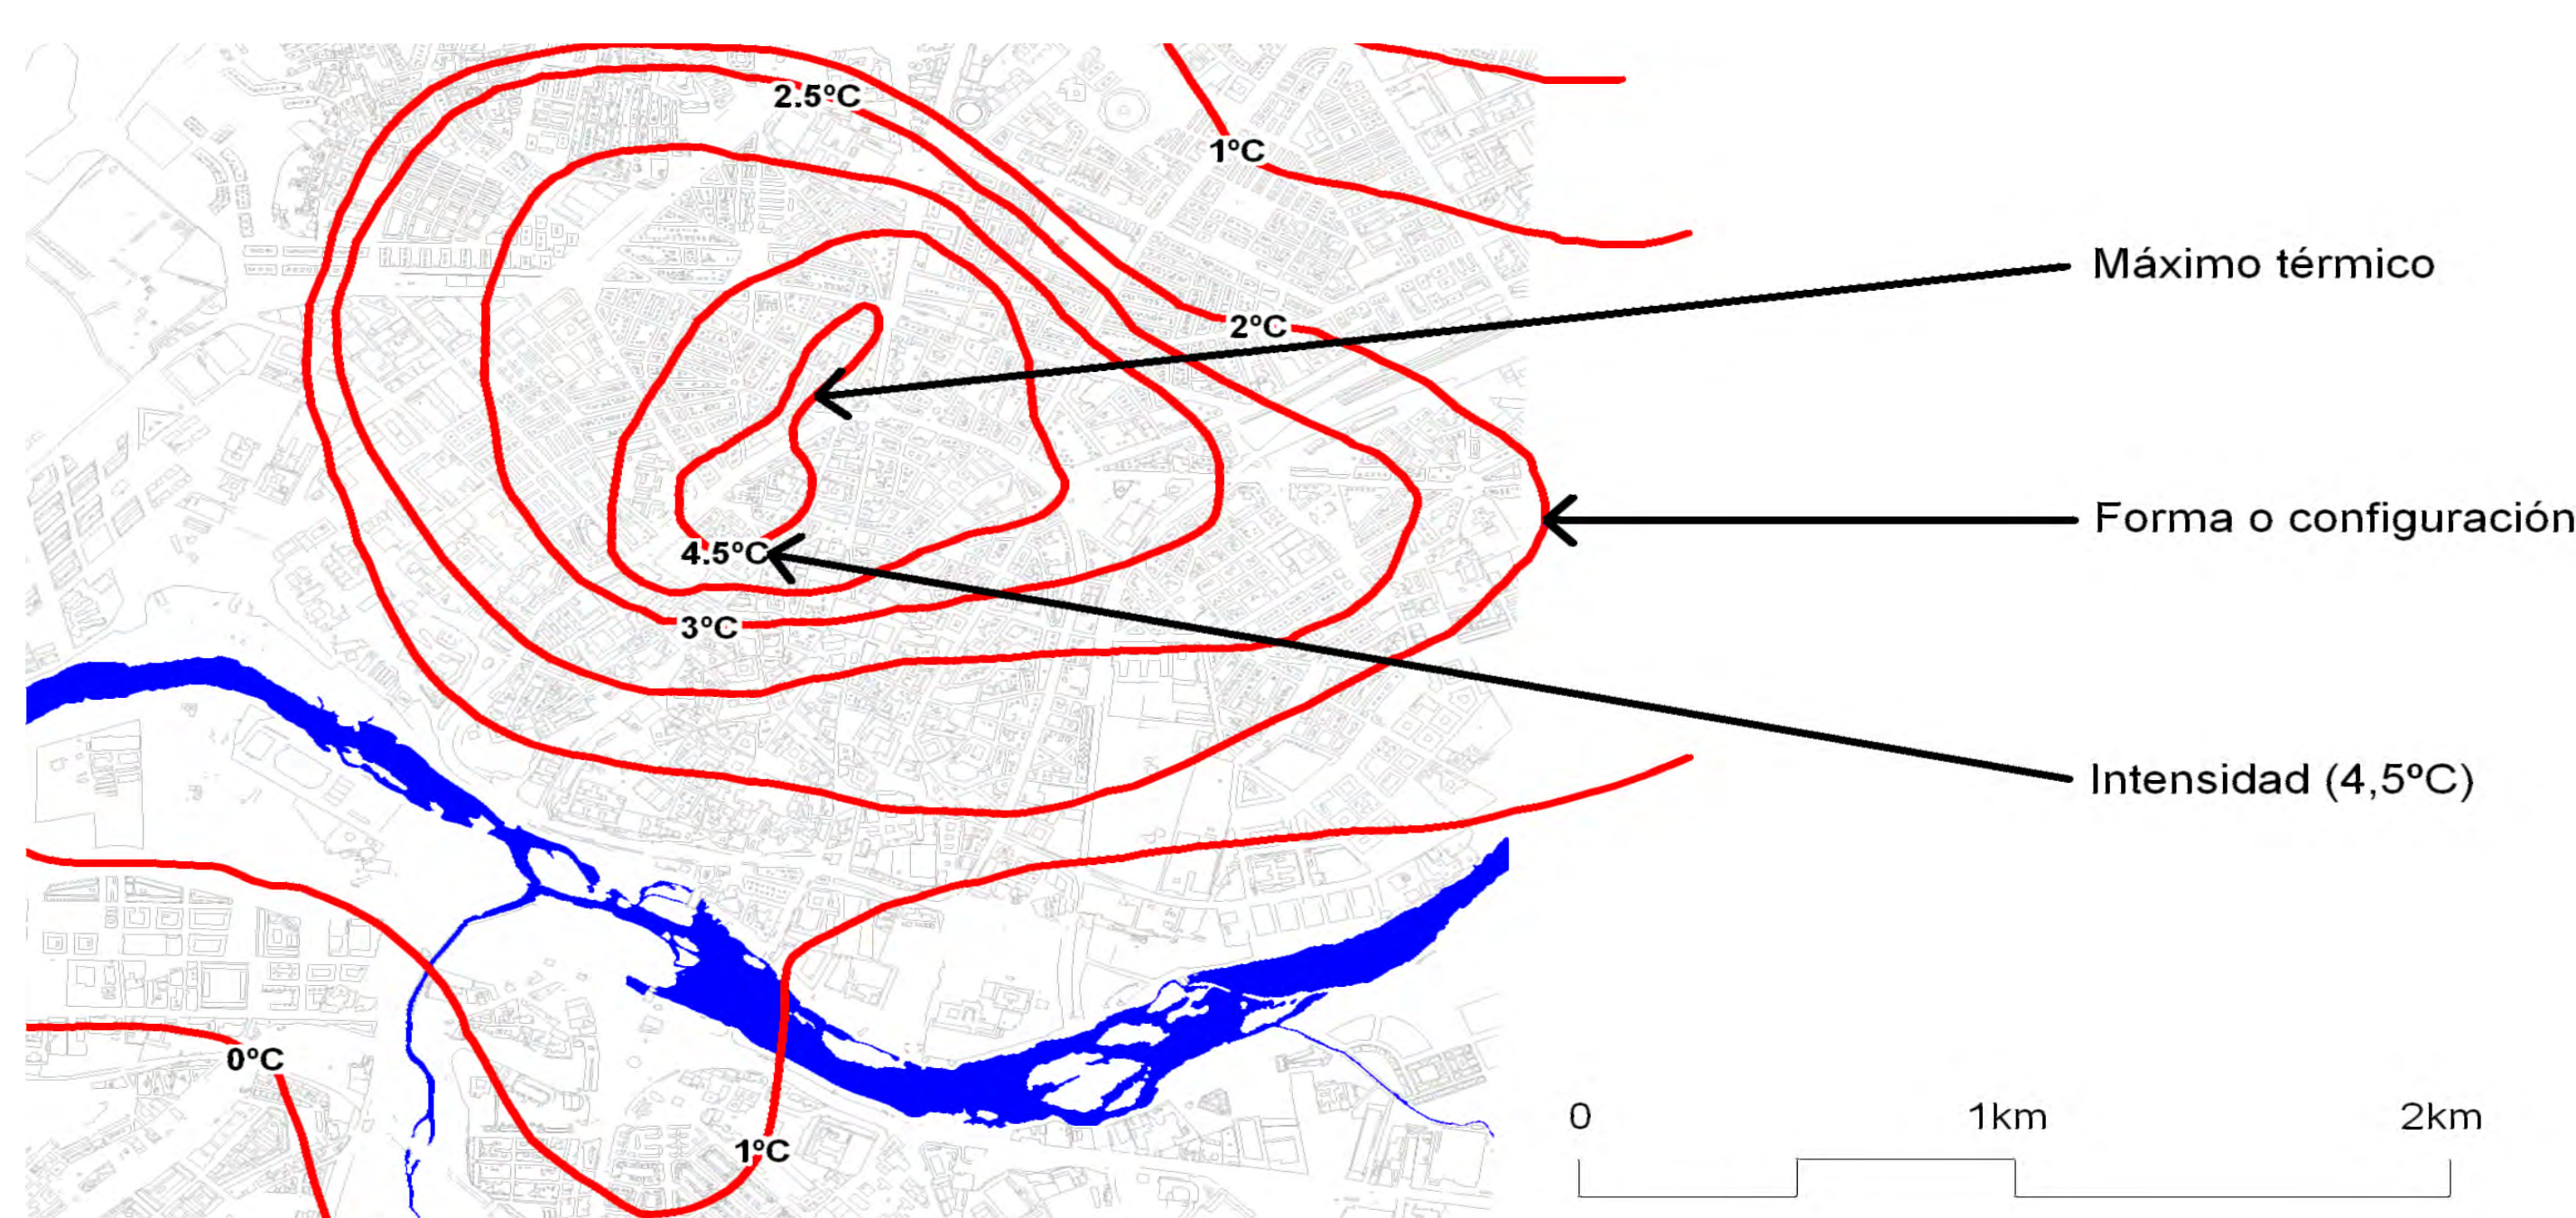 2.5ºC
1ºC
Máximo térmico
2ºC
Forma o configuración
4.5ºC
3ºC
Intensidad (4,5ºC)
0ºC
1ºC
0 1km 2km